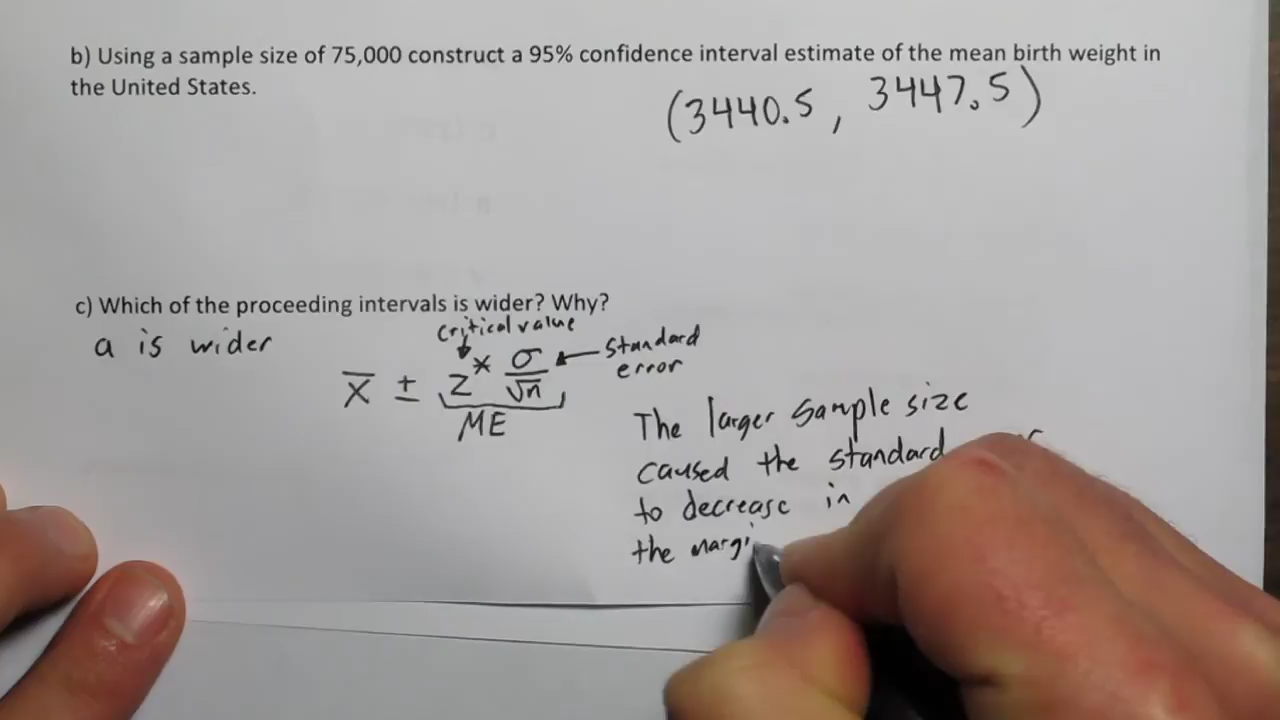 b) Using a sample size of 75,000 construct a 95% confidence interval estimate of the mean birth weight in
the United States.
(3440.5, 3447.5)
c) Which of the proceeding intervals is wider? Why?
a is wider
critical value
standard
error
x̅ ± z* σ/√n
ME
The larger sample size
caused the standard
to decrease in
the margi